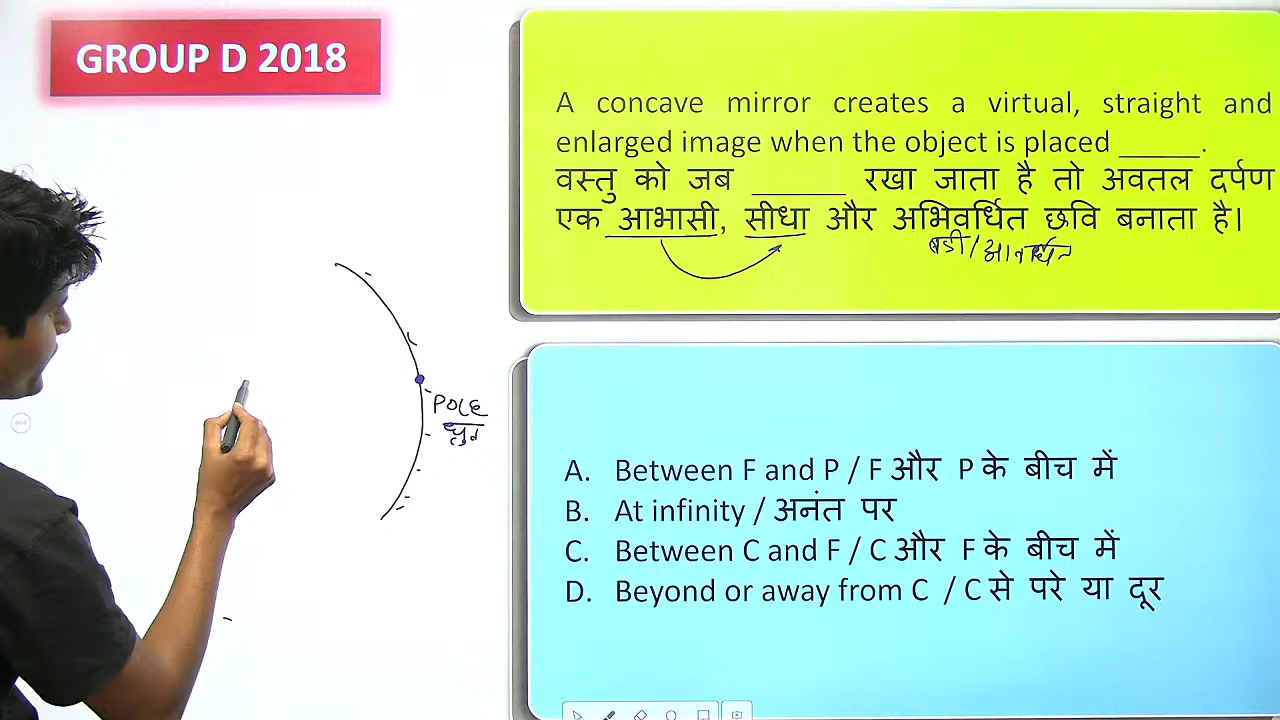 GROUP D 2018
A concave mirror creates a virtual, straight and
enlarged image when the object is placed _____.
वस्तु को जब ______ रखा जाता है तो अवतल दर्पण
एक आभासी, सीधा और अभिवर्धित छवि बनाता है।
बडी/आवर्धित
POLE
ध्रुव
A. Between F and P / F और P के बीच में
B. At infinity / अनंत पर
C. Between C and F / C और F के बीच में
D. Beyond or away from C / C से परे या दूर